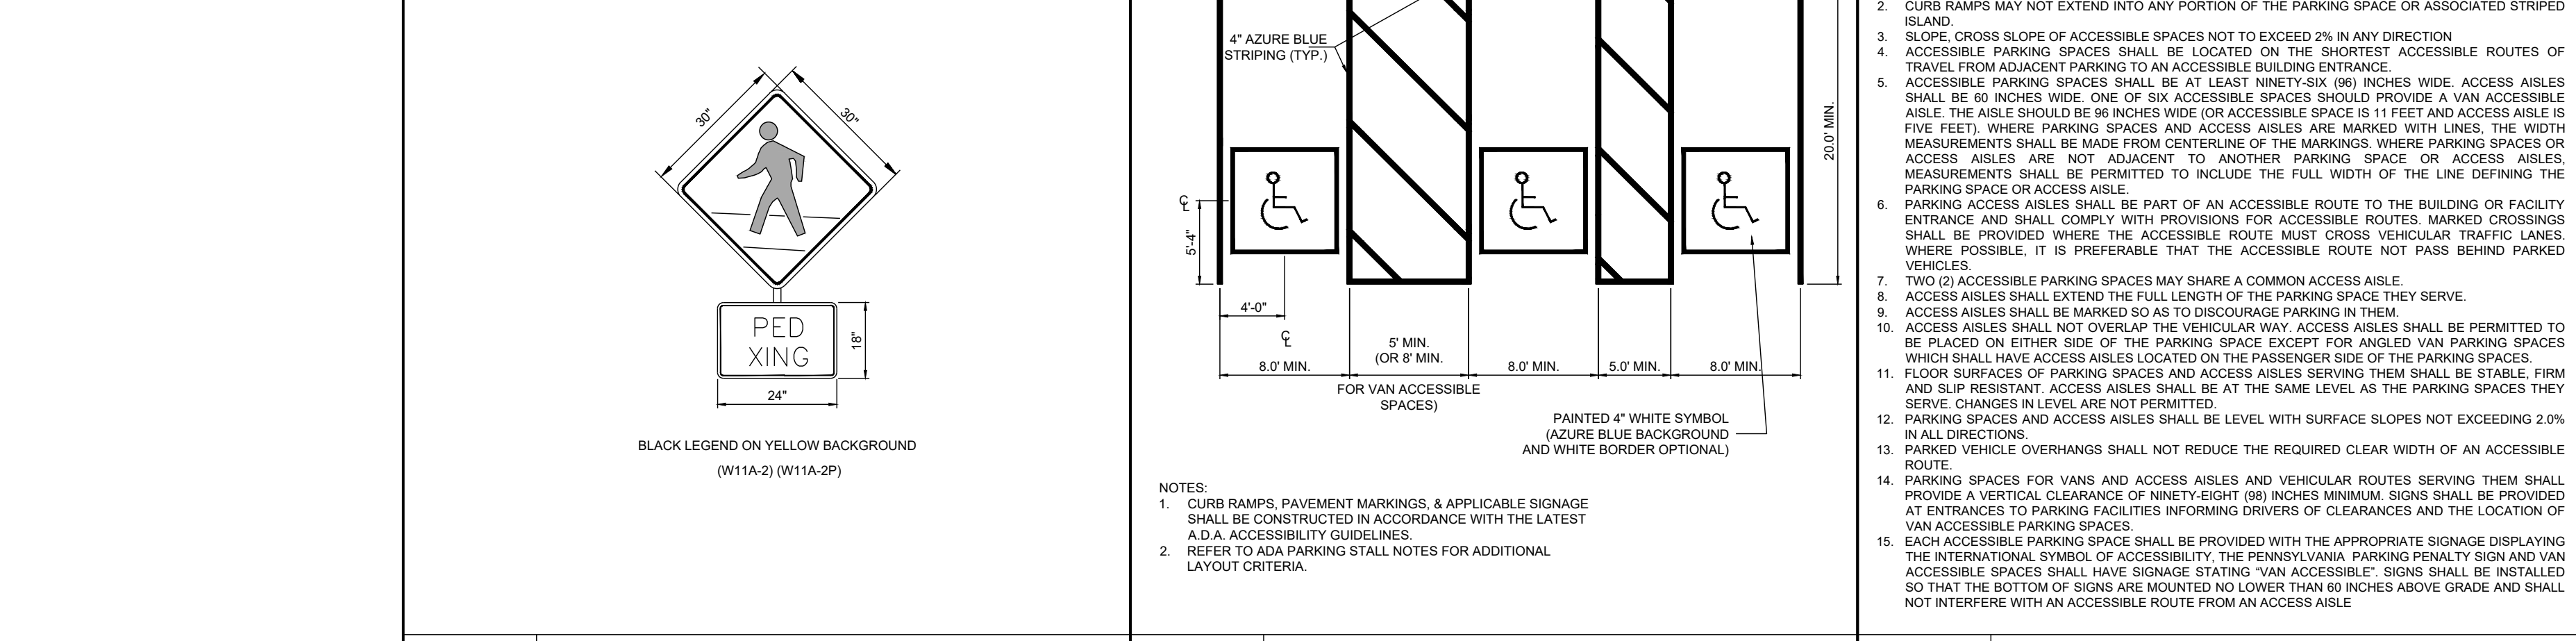 30"
30"
PED
XING
18"
24"
BLACK LEGEND ON YELLOW BACKGROUND
(W11A-2) (W11A-2P)
4" AZURE BLUE
STRIPING (TYP.)
20.0' MIN.
℄
5'-4"
4'-0"
℄
5' MIN.
(OR 8' MIN.
8.0' MIN.
8.0' MIN.
5.0' MIN.
8.0' MIN.
FOR VAN ACCESSIBLE
SPACES)
PAINTED 4" WHITE SYMBOL
(AZURE BLUE BACKGROUND
AND WHITE BORDER OPTIONAL)
NOTES:
1. CURB RAMPS, PAVEMENT MARKINGS, & APPLICABLE SIGNAGE
SHALL BE CONSTRUCTED IN ACCORDANCE WITH THE LATEST
A.D.A. ACCESSIBILITY GUIDELINES.
2. REFER TO ADA PARKING STALL NOTES FOR ADDITIONAL
LAYOUT CRITERIA.
2. CURB RAMPS MAY NOT EXTEND INTO ANY PORTION OF THE PARKING SPACE OR ASSOCIATED STRIPED
ISLAND.
3. SLOPE, CROSS SLOPE OF ACCESSIBLE SPACES NOT TO EXCEED 2% IN ANY DIRECTION
4. ACCESSIBLE PARKING SPACES SHALL BE LOCATED ON THE SHORTEST ACCESSIBLE ROUTES OF
TRAVEL FROM ADJACENT PARKING TO AN ACCESSIBLE BUILDING ENTRANCE.
5. ACCESSIBLE PARKING SPACES SHALL BE AT LEAST NINETY-SIX (96) INCHES WIDE. ACCESS AISLES
SHALL BE 60 INCHES WIDE. ONE OF SIX ACCESSIBLE SPACES SHOULD PROVIDE A VAN ACCESSIBLE
AISLE. THE AISLE SHOULD BE 96 INCHES WIDE (OR ACCESSIBLE SPACE IS 11 FEET AND ACCESS AISLE IS
FIVE FEET). WHERE PARKING SPACES AND ACCESS AISLES ARE MARKED WITH LINES, THE WIDTH
MEASUREMENTS SHALL BE MADE FROM CENTERLINE OF THE MARKINGS. WHERE PARKING SPACES OR
ACCESS AISLES ARE NOT ADJACENT TO ANOTHER PARKING SPACE OR ACCESS AISLES,
MEASUREMENTS SHALL BE PERMITTED TO INCLUDE THE FULL WIDTH OF THE LINE DEFINING THE
PARKING SPACE OR ACCESS AISLE.
6. PARKING ACCESS AISLES SHALL BE PART OF AN ACCESSIBLE ROUTE TO THE BUILDING OR FACILITY
ENTRANCE AND SHALL COMPLY WITH PROVISIONS FOR ACCESSIBLE ROUTES. MARKED CROSSINGS
SHALL BE PROVIDED WHERE THE ACCESSIBLE ROUTE MUST CROSS VEHICULAR TRAFFIC LANES.
WHERE POSSIBLE, IT IS PREFERABLE THAT THE ACCESSIBLE ROUTE NOT PASS BEHIND PARKED
VEHICLES.
7. TWO (2) ACCESSIBLE PARKING SPACES MAY SHARE A COMMON ACCESS AISLE.
8. ACCESS AISLES SHALL EXTEND THE FULL LENGTH OF THE PARKING SPACE THEY SERVE.
9. ACCESS AISLES SHALL BE MARKED SO AS TO DISCOURAGE PARKING IN THEM.
10. ACCESS AISLES SHALL NOT OVERLAP THE VEHICULAR WAY. ACCESS AISLES SHALL BE PERMITTED TO
BE PLACED ON EITHER SIDE OF THE PARKING SPACE EXCEPT FOR ANGLED VAN PARKING SPACES
WHICH SHALL HAVE ACCESS AISLES LOCATED ON THE PASSENGER SIDE OF THE PARKING SPACES.
11. FLOOR SURFACES OF PARKING SPACES AND ACCESS AISLES SERVING THEM SHALL BE STABLE, FIRM
AND SLIP RESISTANT. ACCESS AISLES SHALL BE AT THE SAME LEVEL AS THE PARKING SPACES THEY
SERVE. CHANGES IN LEVEL ARE NOT PERMITTED.
12. PARKING SPACES AND ACCESS AISLES SHALL BE LEVEL WITH SURFACE SLOPES NOT EXCEEDING 2.0%
IN ALL DIRECTIONS.
13. PARKED VEHICLE OVERHANGS SHALL NOT REDUCE THE REQUIRED CLEAR WIDTH OF AN ACCESSIBLE
ROUTE.
14. PARKING SPACES FOR VANS AND ACCESS AISLES AND VEHICULAR ROUTES SERVING THEM SHALL
PROVIDE A VERTICAL CLEARANCE OF NINETY-EIGHT (98) INCHES MINIMUM. SIGNS SHALL BE PROVIDED
AT ENTRANCES TO PARKING FACILITIES INFORMING DRIVERS OF CLEARANCES AND THE LOCATION OF
VAN ACCESSIBLE PARKING SPACES.
15. EACH ACCESSIBLE PARKING SPACE SHALL BE PROVIDED WITH THE APPROPRIATE SIGNAGE DISPLAYING
THE INTERNATIONAL SYMBOL OF ACCESSIBILITY, THE PENNSYLVANIA PARKING PENALTY SIGN AND VAN
ACCESSIBLE SPACES SHALL HAVE SIGNAGE STATING “VAN ACCESSIBLE”. SIGNS SHALL BE INSTALLED
SO THAT THE BOTTOM OF SIGNS ARE MOUNTED NO LOWER THAN 60 INCHES ABOVE GRADE AND SHALL
NOT INTERFERE WITH AN ACCESSIBLE ROUTE FROM AN ACCESS AISLE